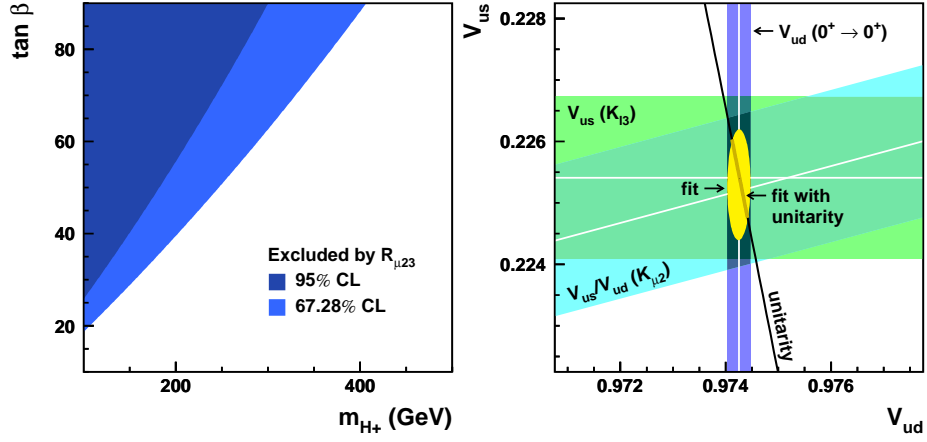 tan β
80
60
40
20
200
400
m_H+ (GeV)
Excluded by R_μ23
95% CL
67.28% CL
V_us
0.228
0.226
0.224
0.972
0.974
0.976
V_ud
V_ud (0⁺ → 0⁺)
V_us (K_l3)
fit
fit with
unitarity
V_us/V_ud (K_μ2)
unitarity